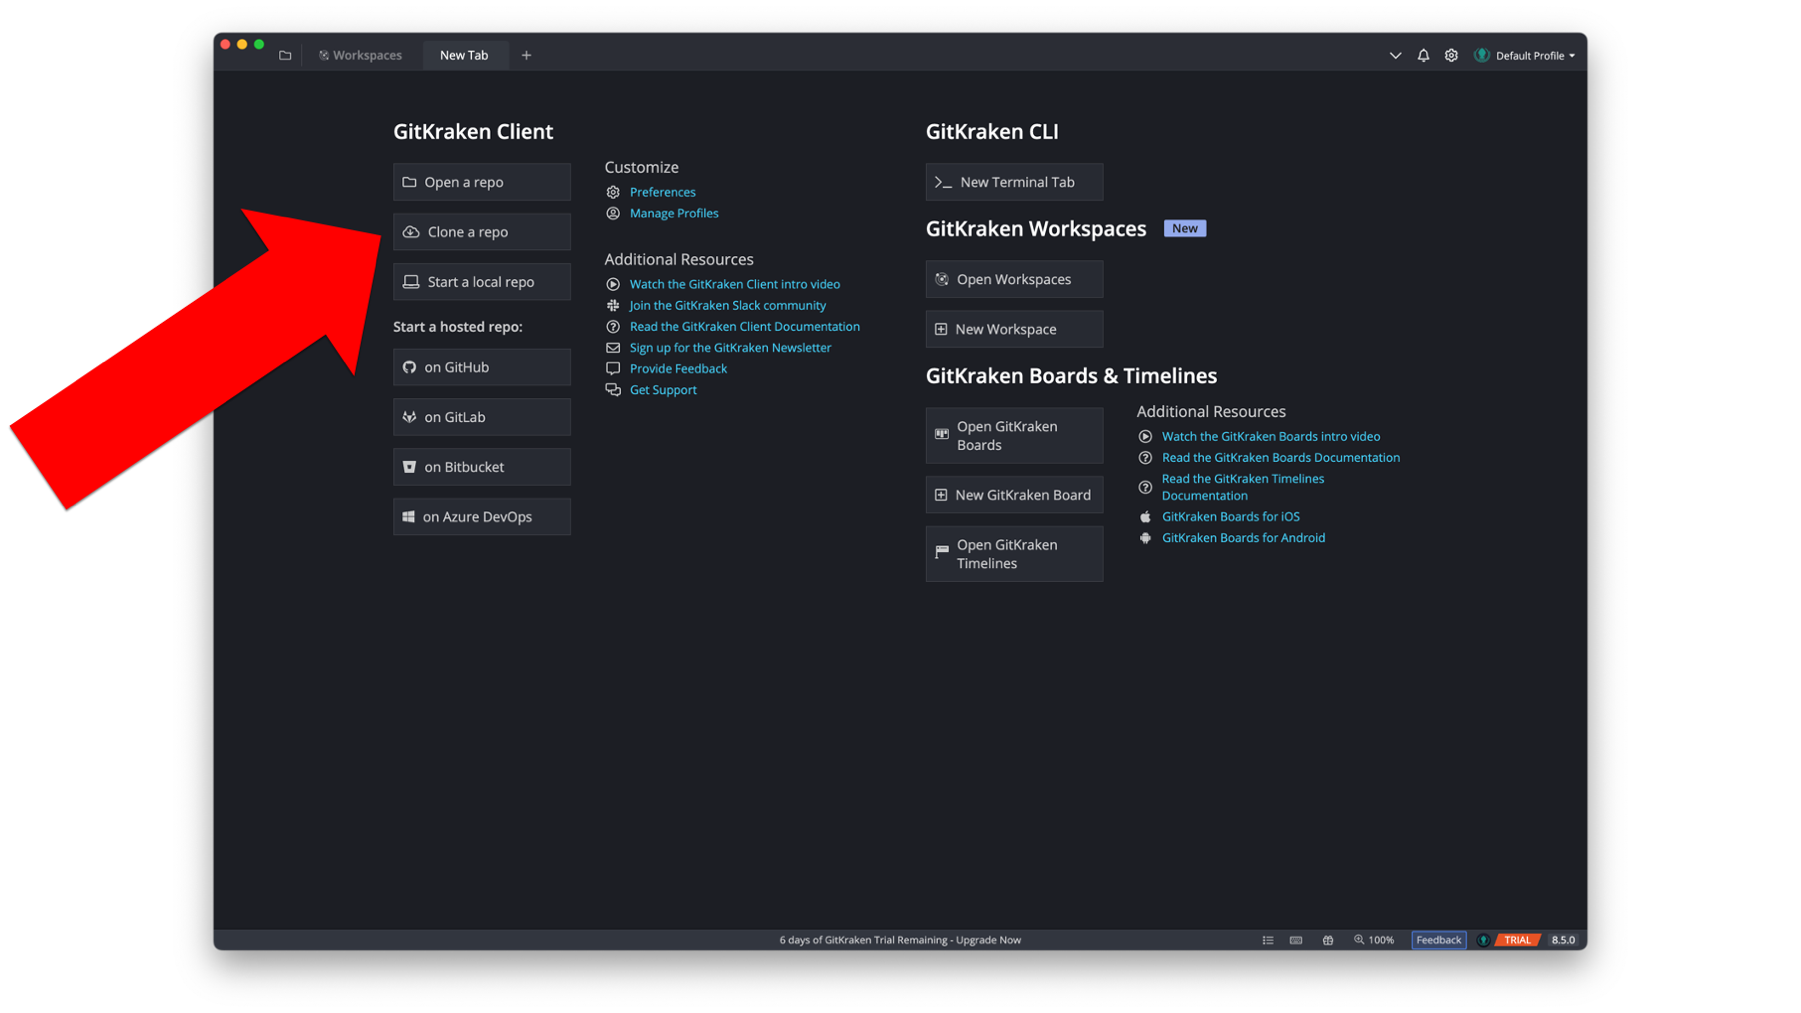 Workspaces
New Tab
Default Profile
GitKraken Client
Open a repo
Clone a repo
Start a local repo
Start a hosted repo:
on GitHub
on GitLab
on Bitbucket
on Azure DevOps
Customize
Preferences
Manage Profiles
Additional Resources
Watch the GitKraken Client intro video
Join the GitKraken Slack community
Read the GitKraken Client Documentation
Sign up for the GitKraken Newsletter
Provide Feedback
Get Support
GitKraken CLI
New Terminal Tab
GitKraken Workspaces
New
Open Workspaces
New Workspace
GitKraken Boards & Timelines
Open GitKraken
Boards
New GitKraken Board
Open GitKraken
Timelines
Additional Resources
Watch the GitKraken Boards intro video
Read the GitKraken Boards Documentation
Read the GitKraken Timelines
Documentation
GitKraken Boards for iOS
GitKraken Boards for Android
6 days of GitKraken Trial Remaining - Upgrade Now
100%
Feedback
TRIAL
8.5.0